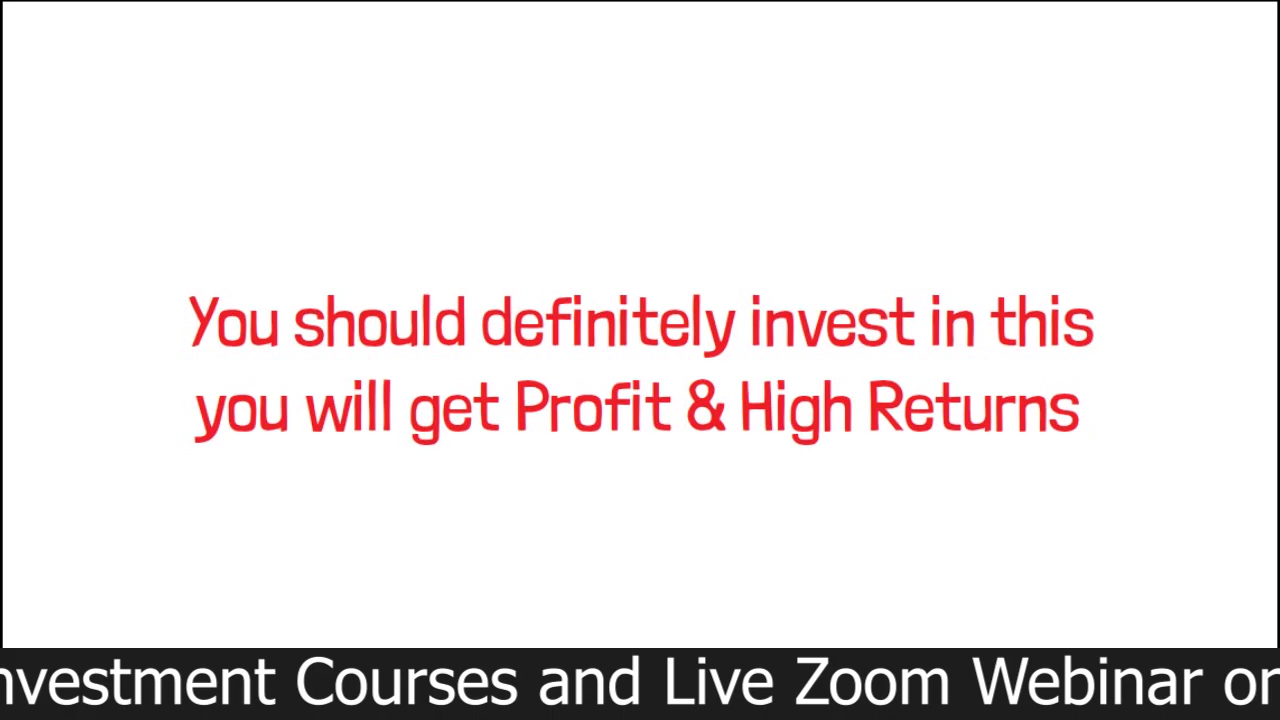 You should definitely invest in this
you will get Profit & High Returns
nvestment Courses and Live Zoom Webinar or